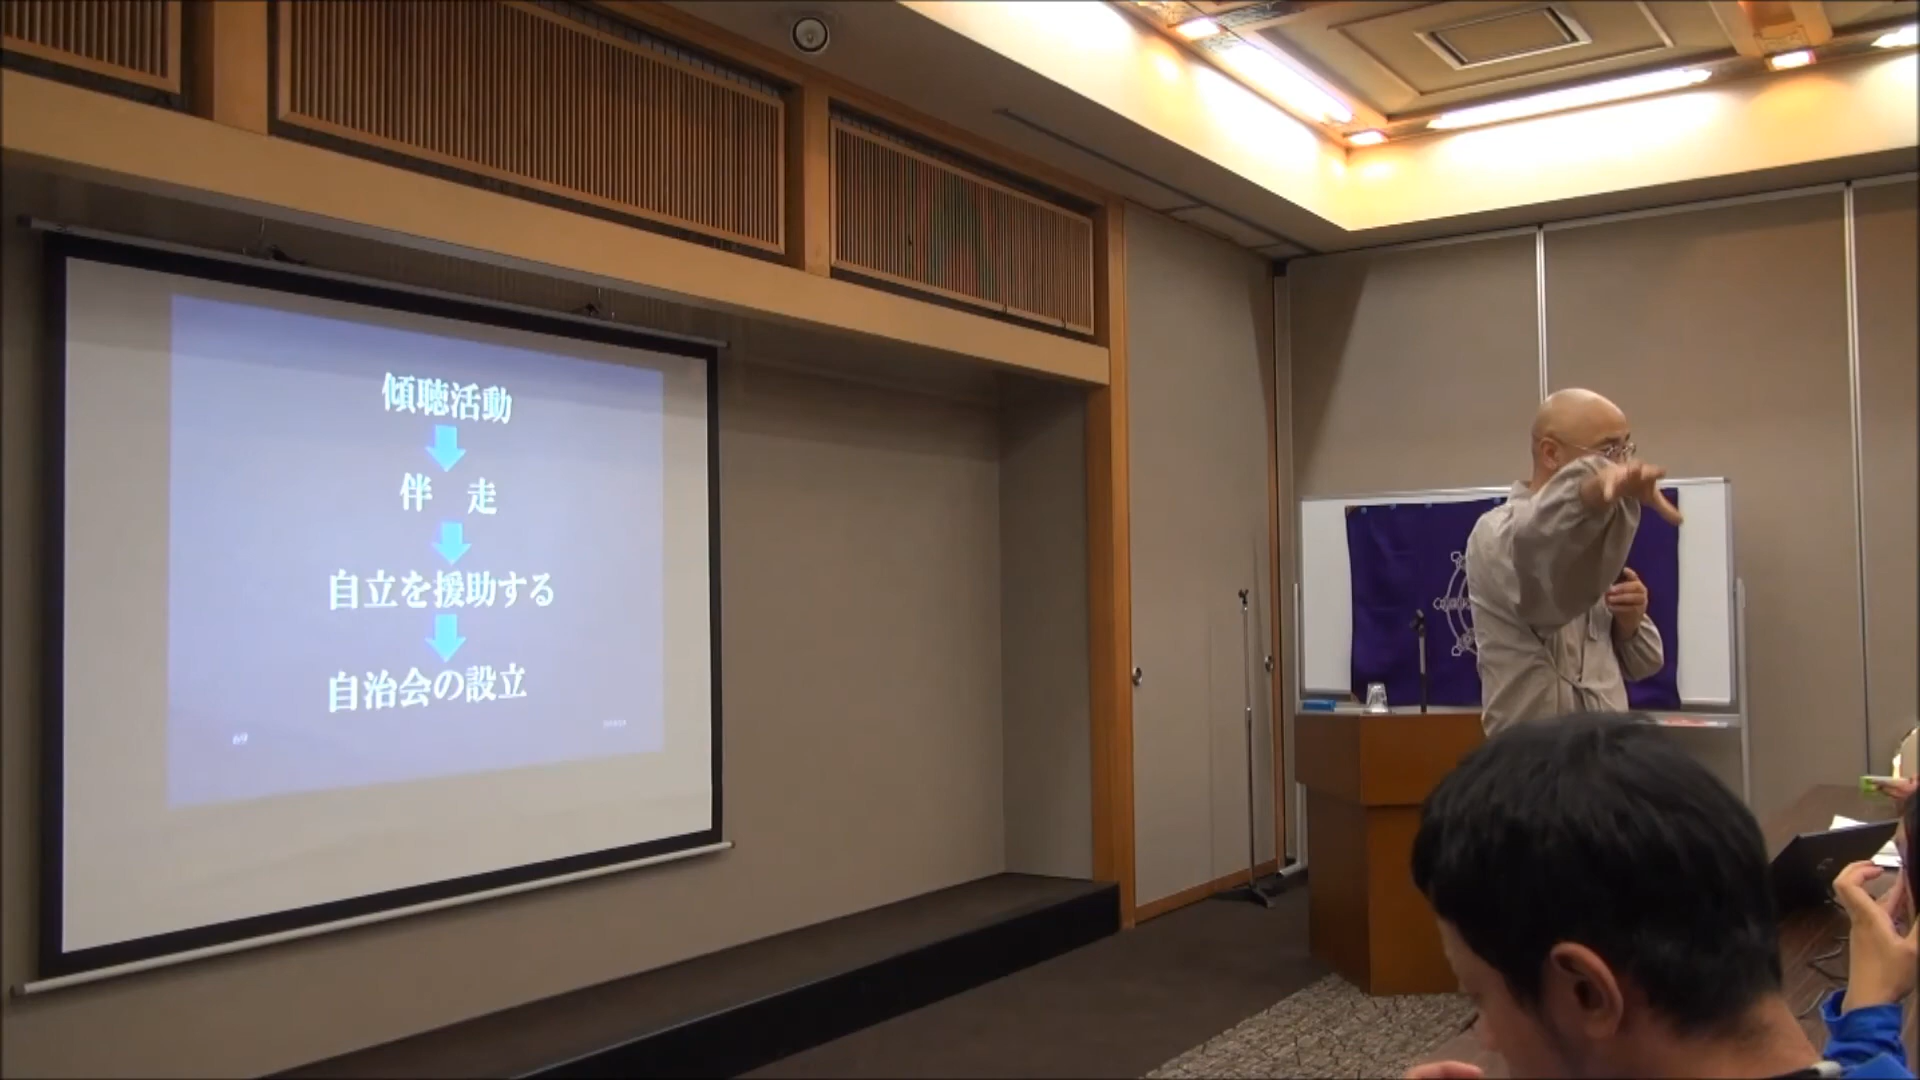 傾聴活動
伴　走
自立を援助する
自治会の設立
69